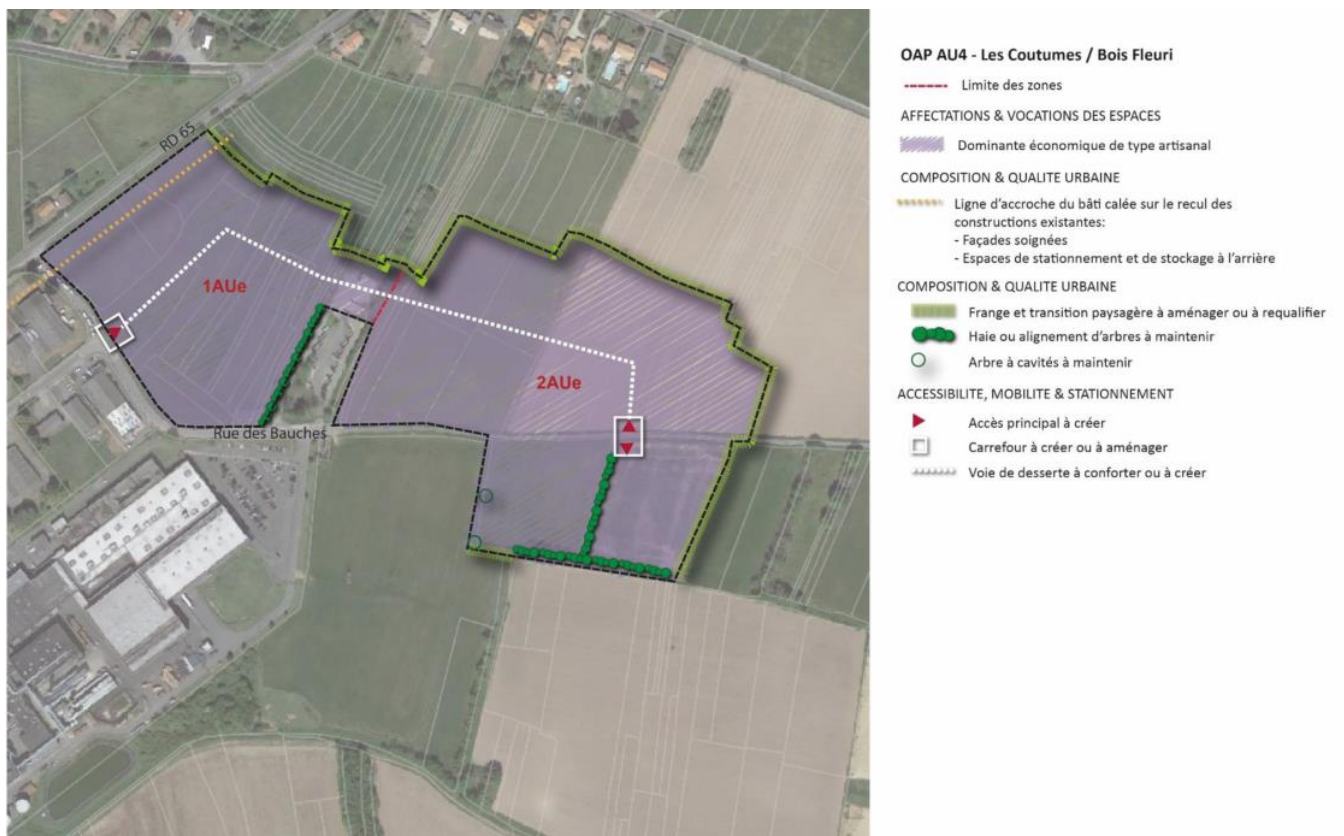 RD 65
1AUe
2AUe
Rue des Bauches
OAP AU4 - Les Coutumes / Bois Fleuri
Limite des zones
AFFECTATIONS & VOCATIONS DES ESPACES
Dominante économique de type artisanal
COMPOSITION & QUALITE URBAINE
Ligne d'accroche du bâti calée sur le recul des
constructions existantes:
- Façades soignées
- Espaces de stationnement et de stockage à l'arrière
COMPOSITION & QUALITE URBAINE
Frange et transition paysagère à aménager ou à requalifier
Haie ou alignement d'arbres à maintenir
Arbre à cavités à maintenir
ACCESSIBILITE, MOBILITE & STATIONNEMENT
Accès principal à créer
Carrefour à créer ou à aménager
Voie de desserte à conforter ou à créer